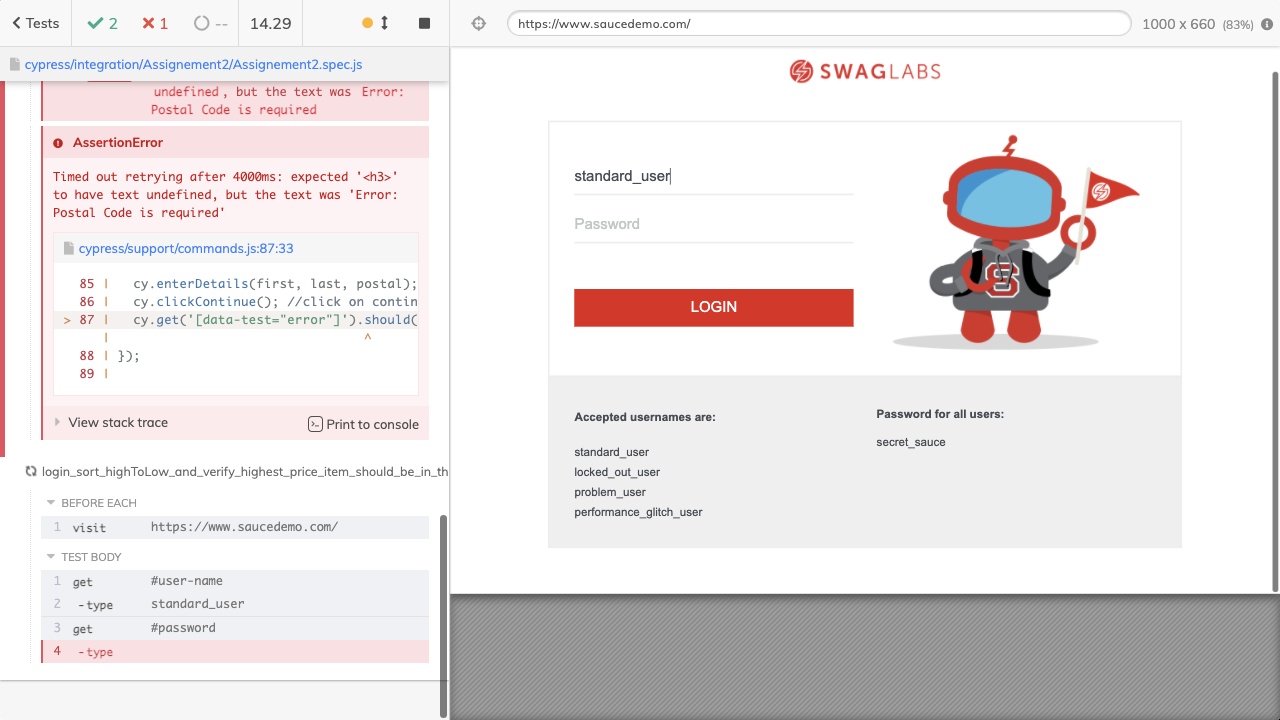 Tests
2
1
--
14.29
https://www.saucedemo.com/
1000 x 660 (83%)
cypress/integration/Assignement2/Assignement2.spec.js
undefined, but the text was Error:
Postal Code is required
AssertionError
Timed out retrying after 4000ms: expected '<h3>'
to have text undefined, but the text was 'Error:
Postal Code is required'
cypress/support/commands.js:87:33
85 | cy.enterDetails(first, last, postal);
86 | cy.clickContinue(); //click on contin
> 87 | cy.get('[data-test="error"]').should(
| ^
88 | });
89 |
View stack trace
Print to console
login_sort_highToLow_and_verify_highest_price_item_should_be_in_th
BEFORE EACH
1 visit https://www.saucedemo.com/
TEST BODY
1 get #user-name
2 -type standard_user
3 get #password
4 -type
SWAGLABS
standard_user
Password
LOGIN
S
Accepted usernames are:
standard_user
locked_out_user
problem_user
performance_glitch_user
Password for all users:
secret_sauce